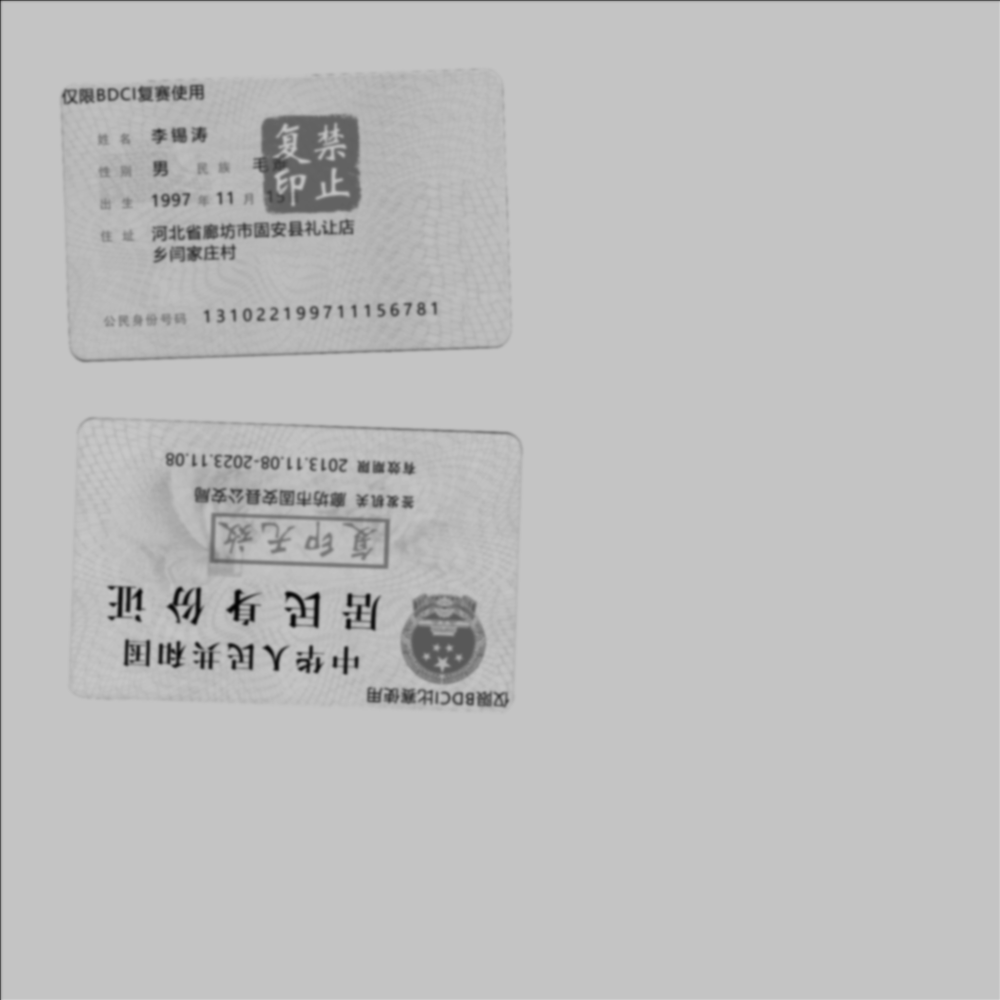 仅限BDCI复赛使用
姓名 李锡涛
性别 男 民族 毛
出生 1997 年 11 月 15
住址 河北省廊坊市固安县礼让店
乡闫家庄村
公民身份号码 131022199711156781
禁止
复印
仅限BDCI比赛使用
中华人民共和国
居民身份证
复印无效
签发机关 廊坊市固安县公安局
有效期限 2013.11.08-2023.11.08